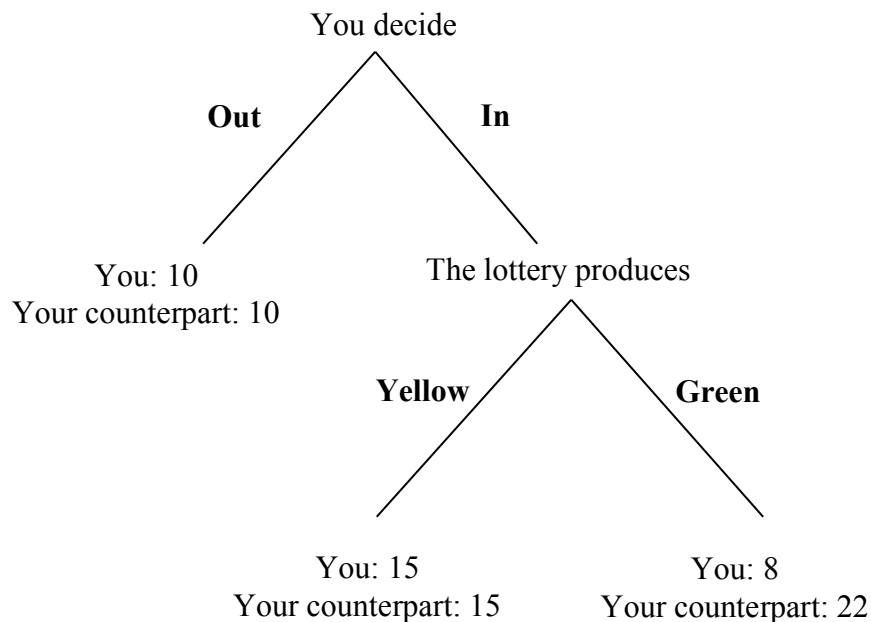 You decide
Out
In
You: 10
Your counterpart: 10
The lottery produces
Yellow
Green
You: 15
Your counterpart: 15
You: 8
Your counterpart: 22